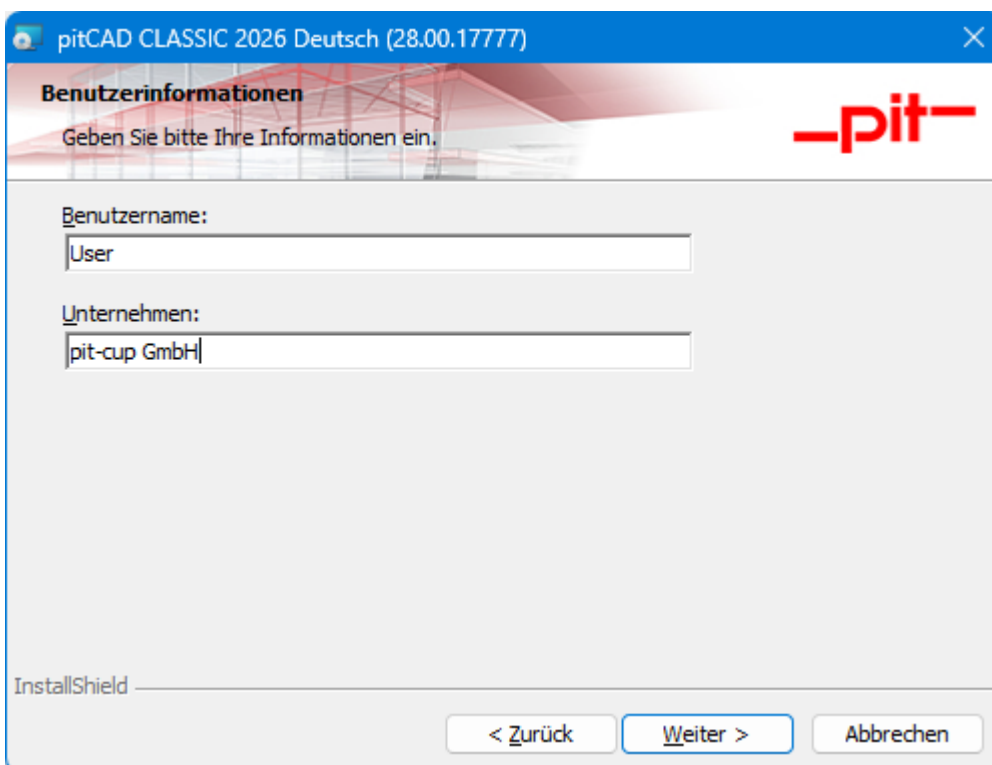 pitCAD CLASSIC 2026 Deutsch (28.00.17777)
Benutzerinformationen
Geben Sie bitte Ihre Informationen ein.
pit
Benutzername:
User
Unternehmen:
pit-cup GmbH
InstallShield
< Zurück Weiter > Abbrechen